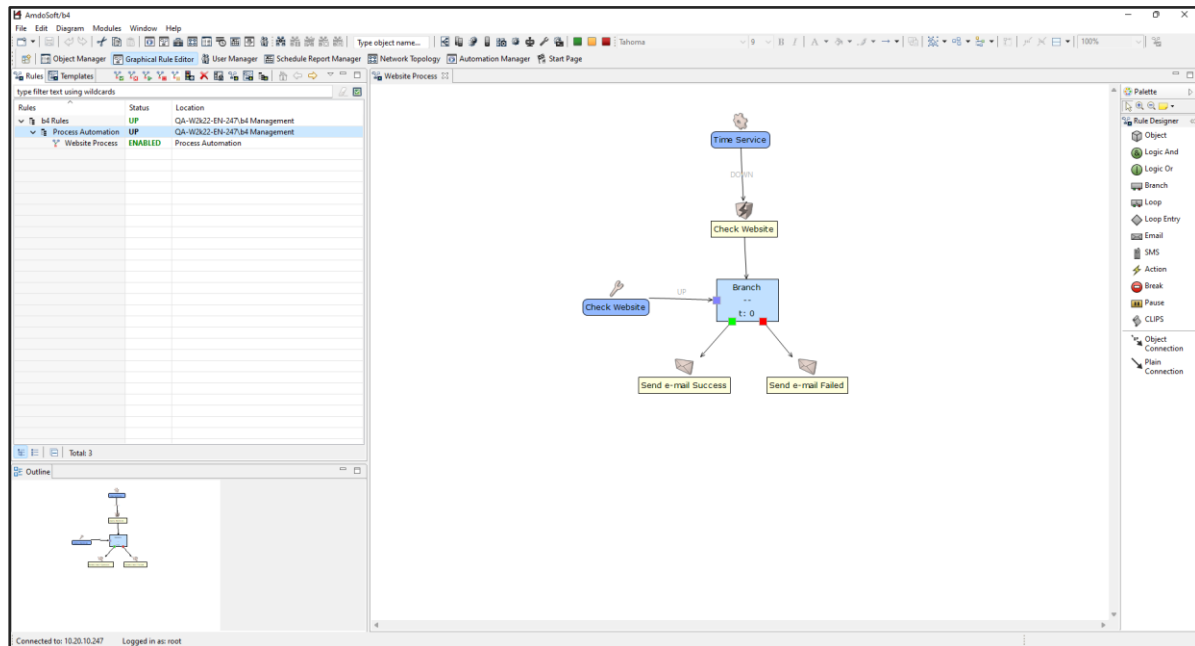 AmdoSoft/b4
File Edit Diagram Modules Window Help
Type object name...
Tahoma
9
B I
A
100%
Object Manager Graphical Rule Editor User Manager Schedule Report Manager Network Topology Automation Manager Start Page
Rules Templates
type filter text using wildcards
Rules Status Location
b4 Rules UP QA-W2k22-EN-247\b4 Management
Process Automation UP QA-W2k22-EN-247\b4 Management
Website Process ENABLED Process Automation
Total: 3
Outline
Website Process
Time Service
DOWN
Check Website
Check Website
UP
Branch
--
t: 0
Send e-mail Success
Send e-mail Failed
Palette
Rule Designer
Object
Logic And
Logic Or
Branch
Loop
Loop Entry
Email
SMS
Action
Break
Pause
CLIPS
Object
Connection
Plain
Connection
Connected to: 10.20.10.247 Logged in as: root